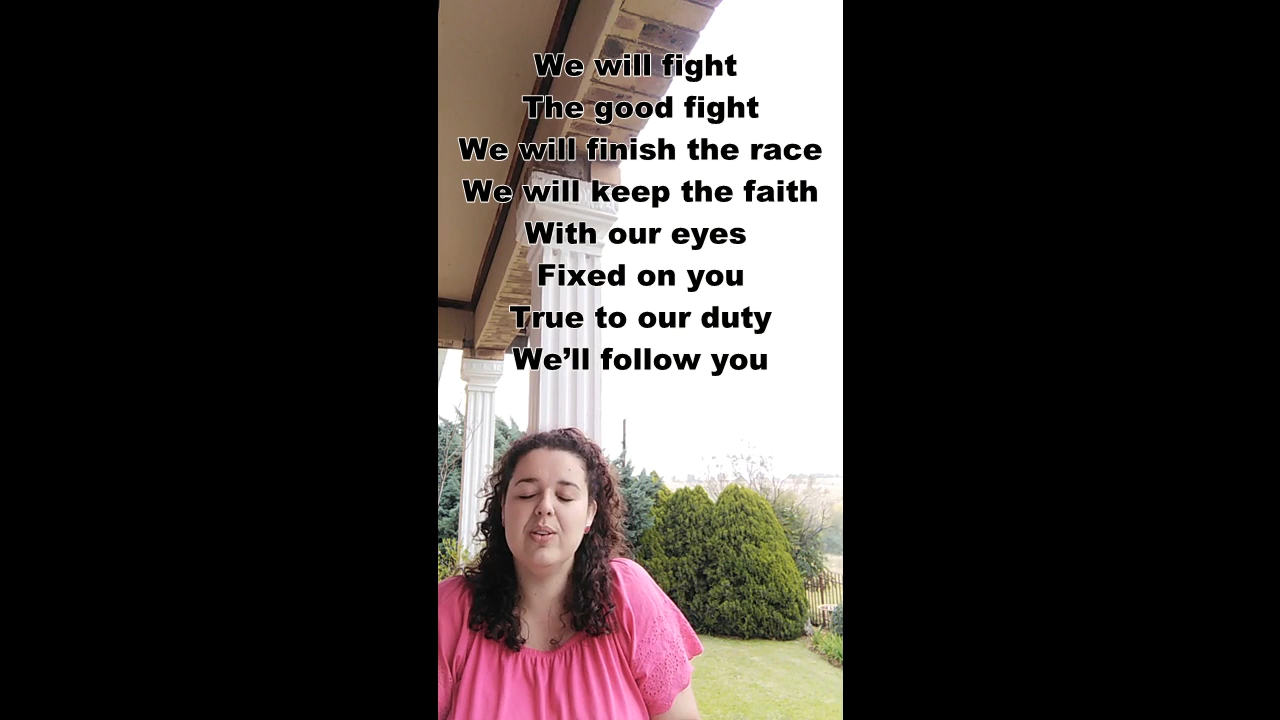 We will fight
The good fight
We will finish the race
We will keep the faith
With our eyes
Fixed on you
True to our duty
We’ll follow you